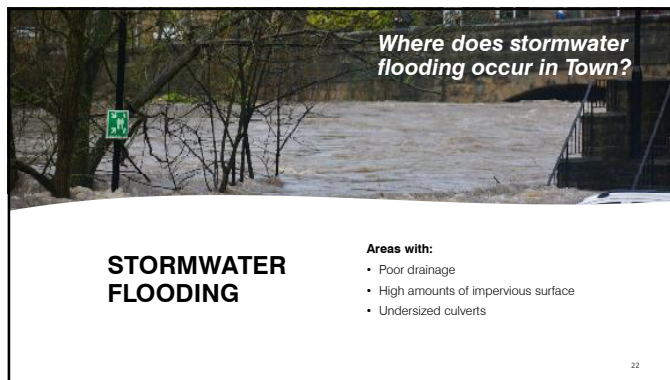 Where does stormwater
flooding occur in Town?
STORMWATER
FLOODING
Areas with:
• Poor drainage
• High amounts of impervious surface
• Undersized culverts
22